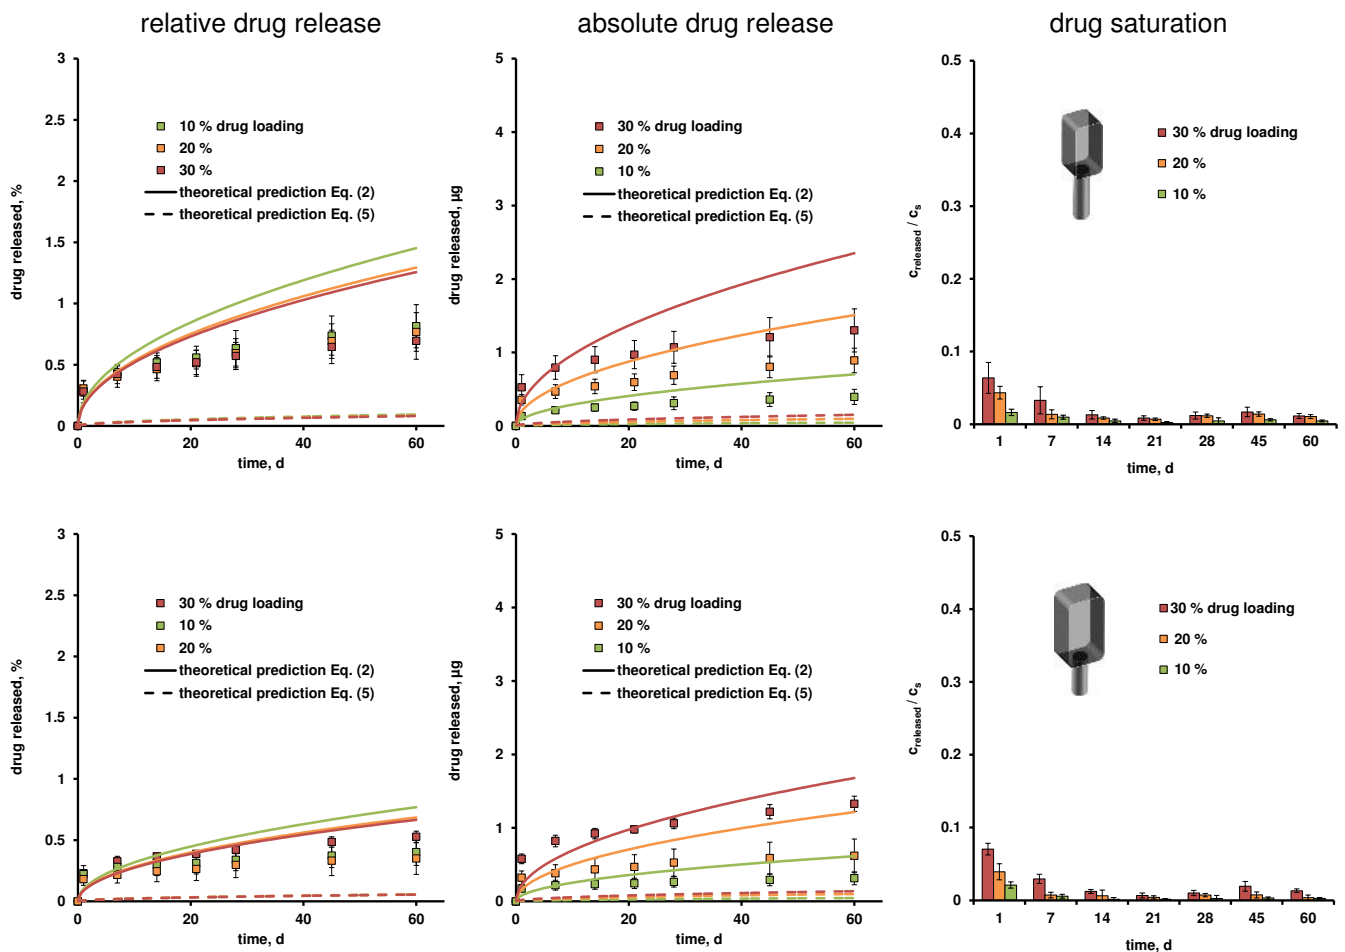 relative drug release
absolute drug release
drug saturation
3
2.5
2
1.5
1
0.5
0
0
20
40
60
drug released, %
time, d
10 % drug loading
20 %
30 %
theoretical prediction Eq. (2)
theoretical prediction Eq. (5)
5
4
3
2
1
0
0
20
40
60
drug released, µg
time, d
30 % drug loading
20 %
10 %
theoretical prediction Eq. (2)
theoretical prediction Eq. (5)
0.5
0.4
0.3
0.2
0.1
0
1
7
14
21
28
45
60
c_released / c_s
time, d
30 % drug loading
20 %
10 %
3
2.5
2
1.5
1
0.5
0
0
20
40
60
drug released, %
time, d
30 % drug loading
10 %
20 %
theoretical prediction Eq. (2)
theoretical prediction Eq. (5)
5
4
3
2
1
0
0
20
40
60
drug released, µg
time, d
30 % drug loading
20 %
10 %
theoretical prediction Eq. (2)
theoretical prediction Eq. (5)
0.5
0.4
0.3
0.2
0.1
0
1
7
14
21
28
45
60
c_released / c_s
time, d
30 % drug loading
20 %
10 %